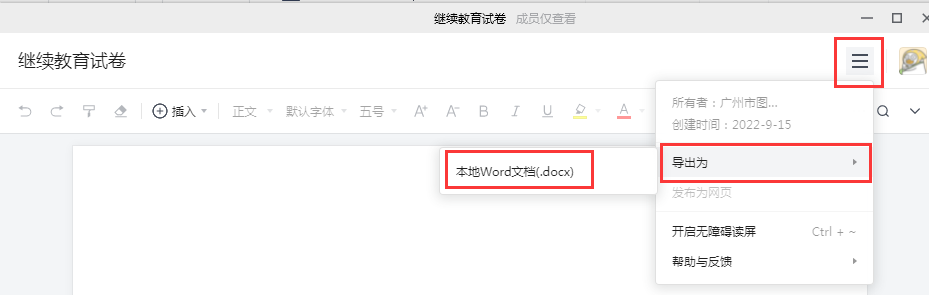 继续教育试卷 成员仅查看
继续教育试卷
插入 正文 默认字体 五号 A+ A- B I U A
所有者：广州市图...
创建时间：2022-9-15
导出为
本地Word文档(.docx)
发布为网页
开启无障碍读屏 Ctrl + ~
帮助与反馈